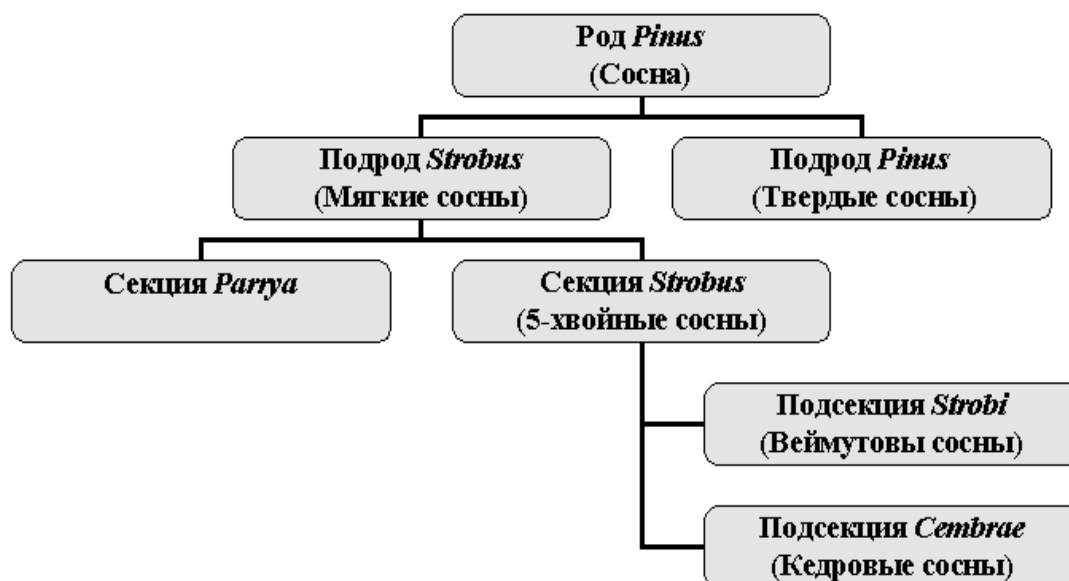 Род Pinus
(Сосна)
Подрод Strobus
(Мягкие сосны)
Подрод Pinus
(Твердые сосны)
Секция Parrya
Секция Strobus
(5-хвойные сосны)
Подсекция Strobi
(Веймутовы сосны)
Подсекция Cembrae
(Кедровые сосны)